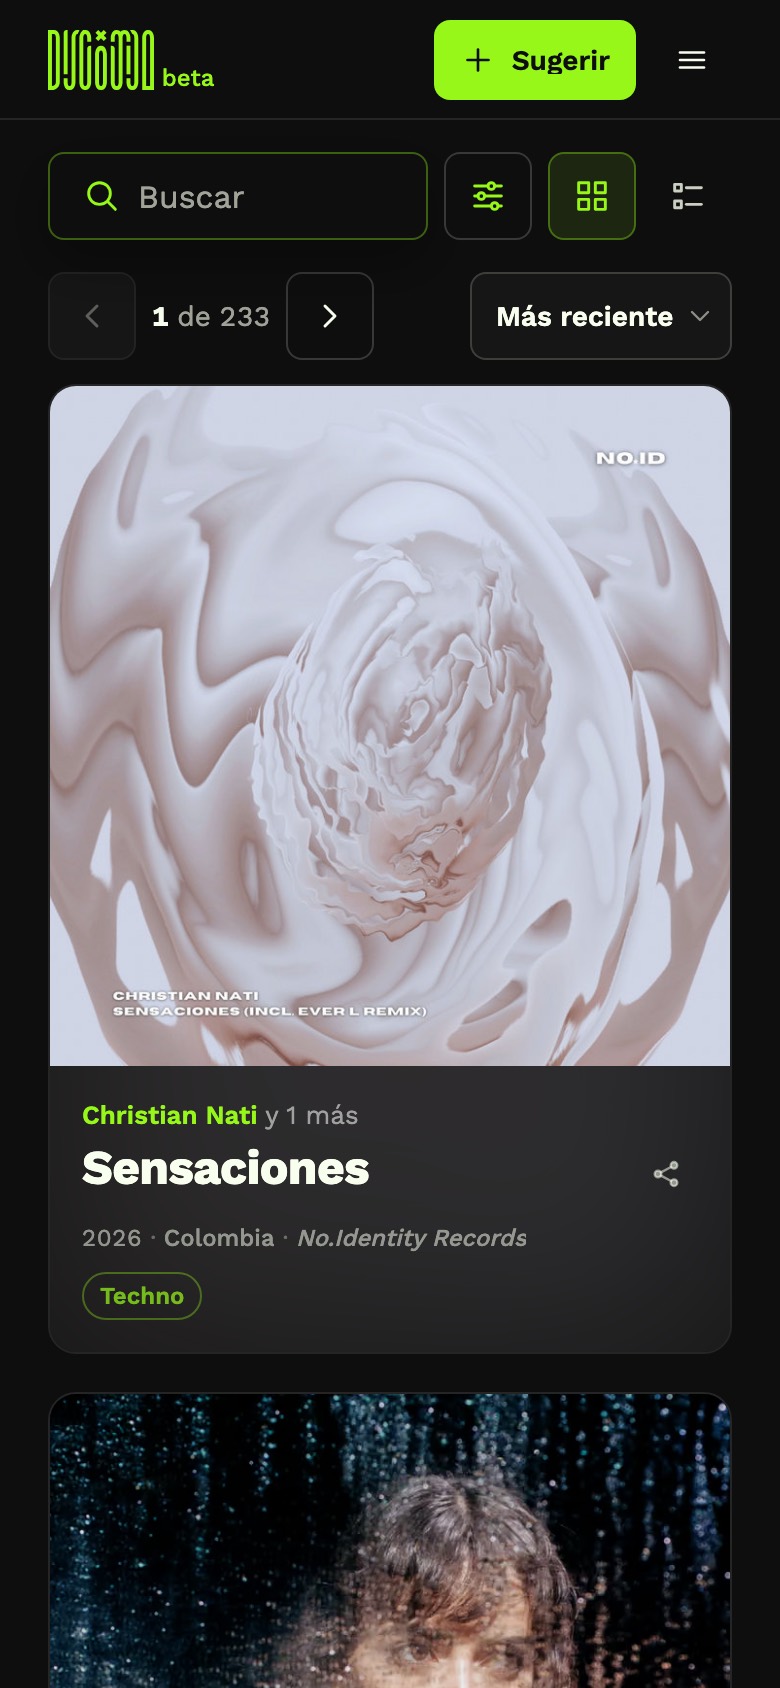 beta
Sugerir
Buscar
1 de 233
Más reciente
NO.ID
CHRISTIAN NATI
SENSACIONES (INCL. EVER L REMIX)
Christian Nati y 1 más
Sensaciones
2026 · Colombia · No.Identity Records
Techno